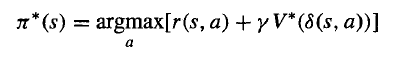 π*(s) = argmax[r(s, a) + γ V*(δ(s, a))]
a